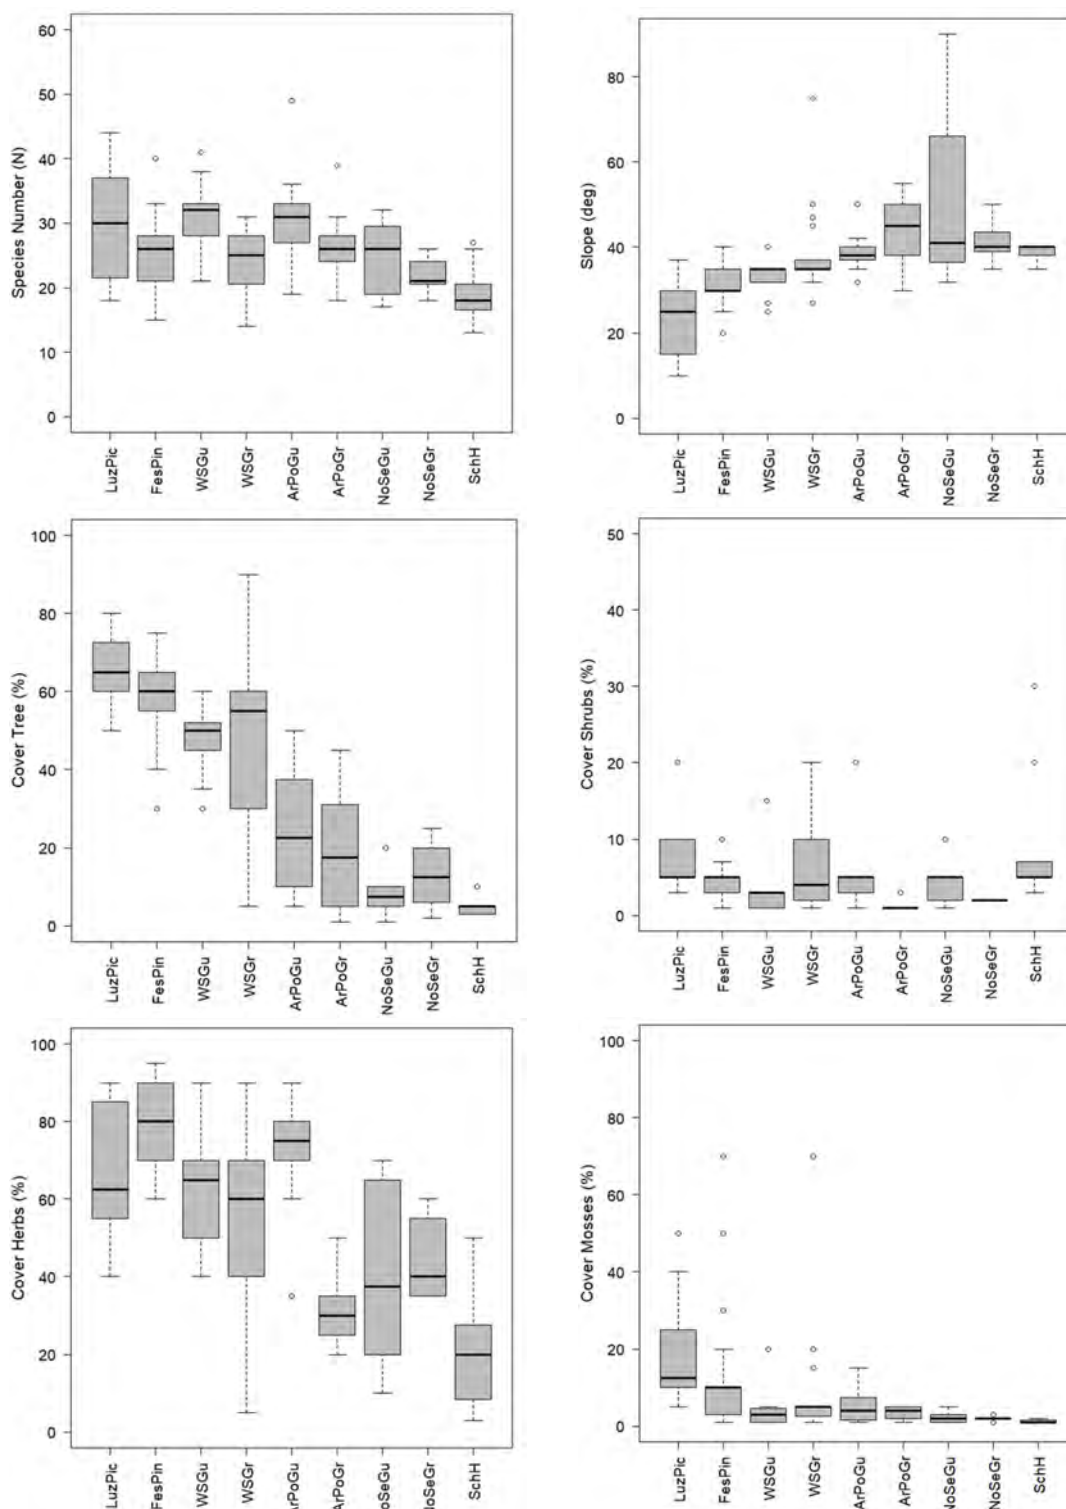 Species Number (N)
60
50
40
30
20
10
0
LuzPic
FesPin
WSGu
WSGr
ArPoGu
ArPoGr
NoSeGu
NoSeGr
SchH
Slope (deg)
80
60
40
20
0
LuzPic
FesPin
WSGu
WSGr
ArPoGu
ArPoGr
NoSeGu
NoSeGr
SchH
Cover Tree (%)
100
80
60
40
20
0
LuzPic
FesPin
WSGu
WSGr
ArPoGu
ArPoGr
NoSeGu
NoSeGr
SchH
Cover Shrubs (%)
50
40
30
20
10
0
LuzPic
FesPin
WSGu
WSGr
ArPoGu
ArPoGr
NoSeGu
NoSeGr
SchH
Cover Herbs (%)
100
80
60
40
20
0
LuzPic
FesPin
WSGu
WSGr
ArPoGu
ArPoGr
NoSeGu
NoSeGr
SchH
Cover Mosses (%)
100
80
60
40
20
0
LuzPic
FesPin
WSGu
WSGr
ArPoGu
ArPoGr
NoSeGu
NoSeGr
SchH